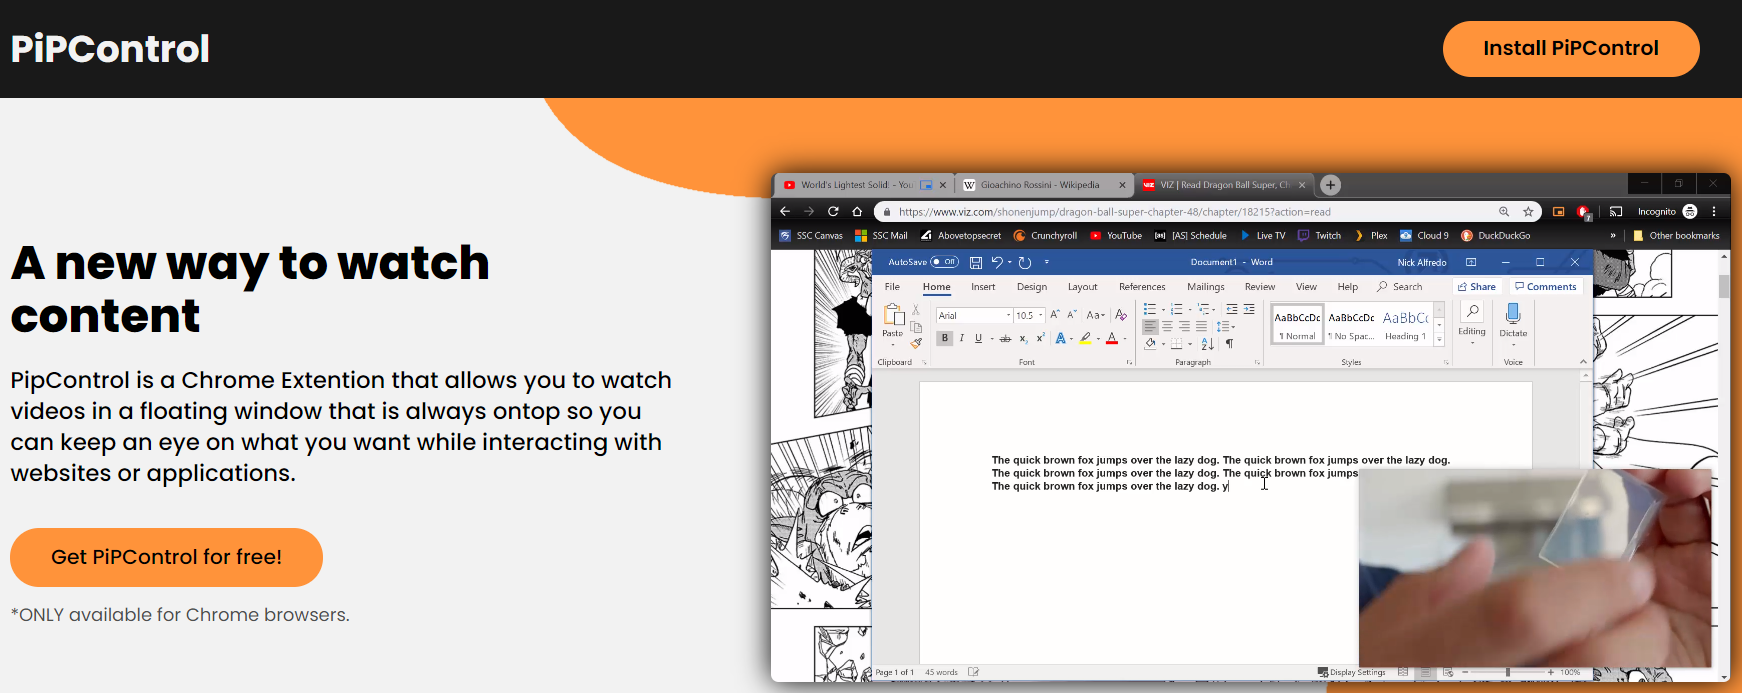 PiPControl
Install PiPControl
A new way to watch
content
PipControl is a Chrome Extention that allows you to watch
videos in a floating window that is always ontop so you
can keep an eye on what you want while interacting with
websites or applications.
Get PiPControl for free!
*ONLY available for Chrome browsers.
World's Lightest Solid! - You
Gioachino Rossini - Wikipedia
VIZ | Read Dragon Ball Super, Ch
https://www.viz.com/shonenjump/dragon-ball-super-chapter-48/chapter/18215?action=read
Incognito
SSC Canvas SSC Mail Abovetopsecret Crunchyroll YouTube [AS] Schedule Live TV Twitch Plex Cloud 9 DuckDuckGo » Other bookmarks
AutoSave Off Document1 - Word Nick Alfredo
File Home Insert Design Layout References Mailings Review View Help Search Share Comments
Paste
Arial 10.5
Aa
B I U ab x₂ x² A A
AaBbCcDc AaBbCcDc AaBbC
¶ Normal ¶ No Spac... Heading 1
Editing
Dictate
Clipboard Font Paragraph Styles Voice
The quick brown fox jumps over the lazy dog. The quick brown fox jumps over the lazy dog.
The quick brown fox jumps over the lazy dog. The quick brown fox jumps
The quick brown fox jumps over the lazy dog. y
Page 1 of 1 45 words Display Settings 100%